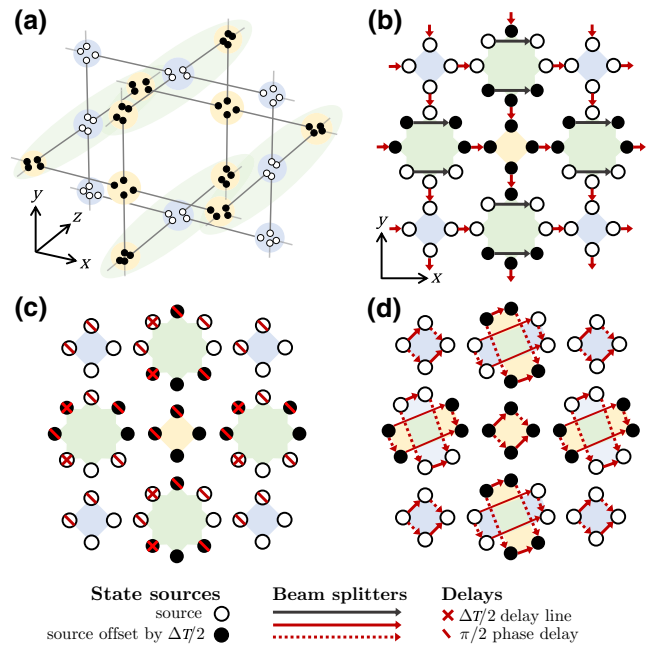 (a)
y
z
x
(b)
y
x
(c)
(d)
State sources
source
source offset by ΔT/2
Beam splitters
Delays
ΔT/2 delay line
π/2 phase delay